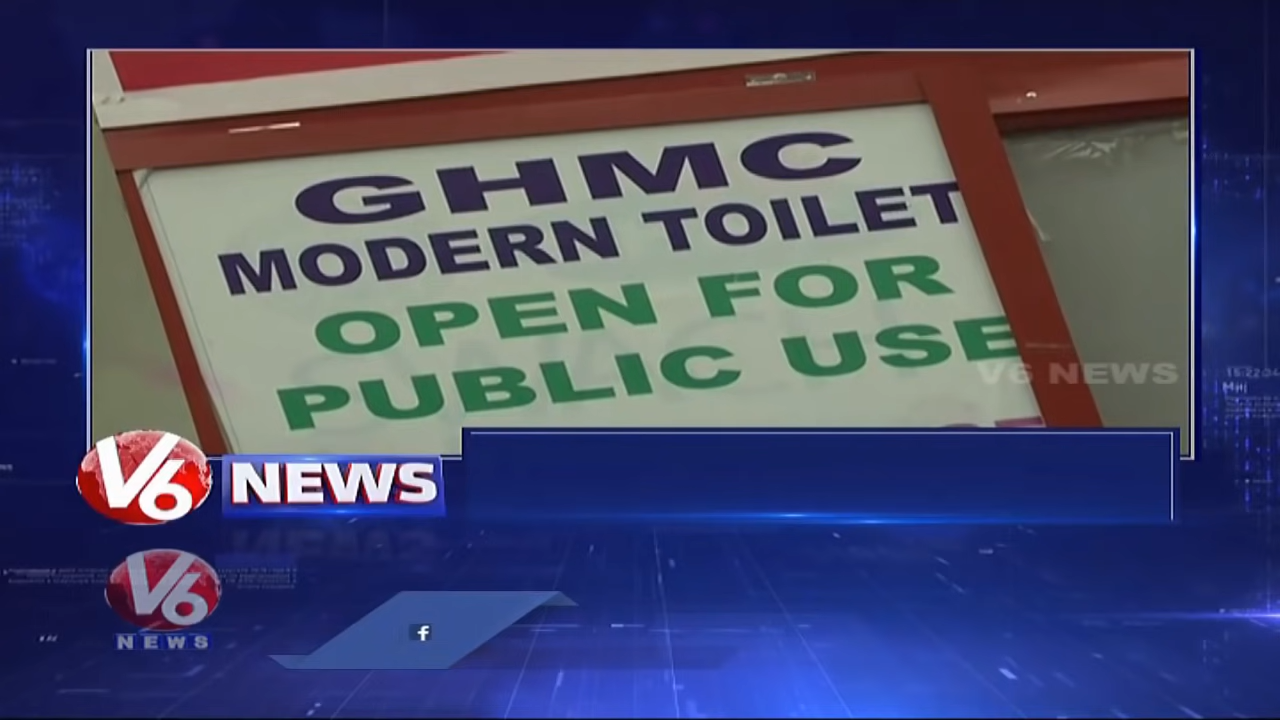 GHMC
MODERN TOILET
OPEN FOR
PUBLIC USE
V6 NEWS
V6 NEWS
V6
NEWS
f